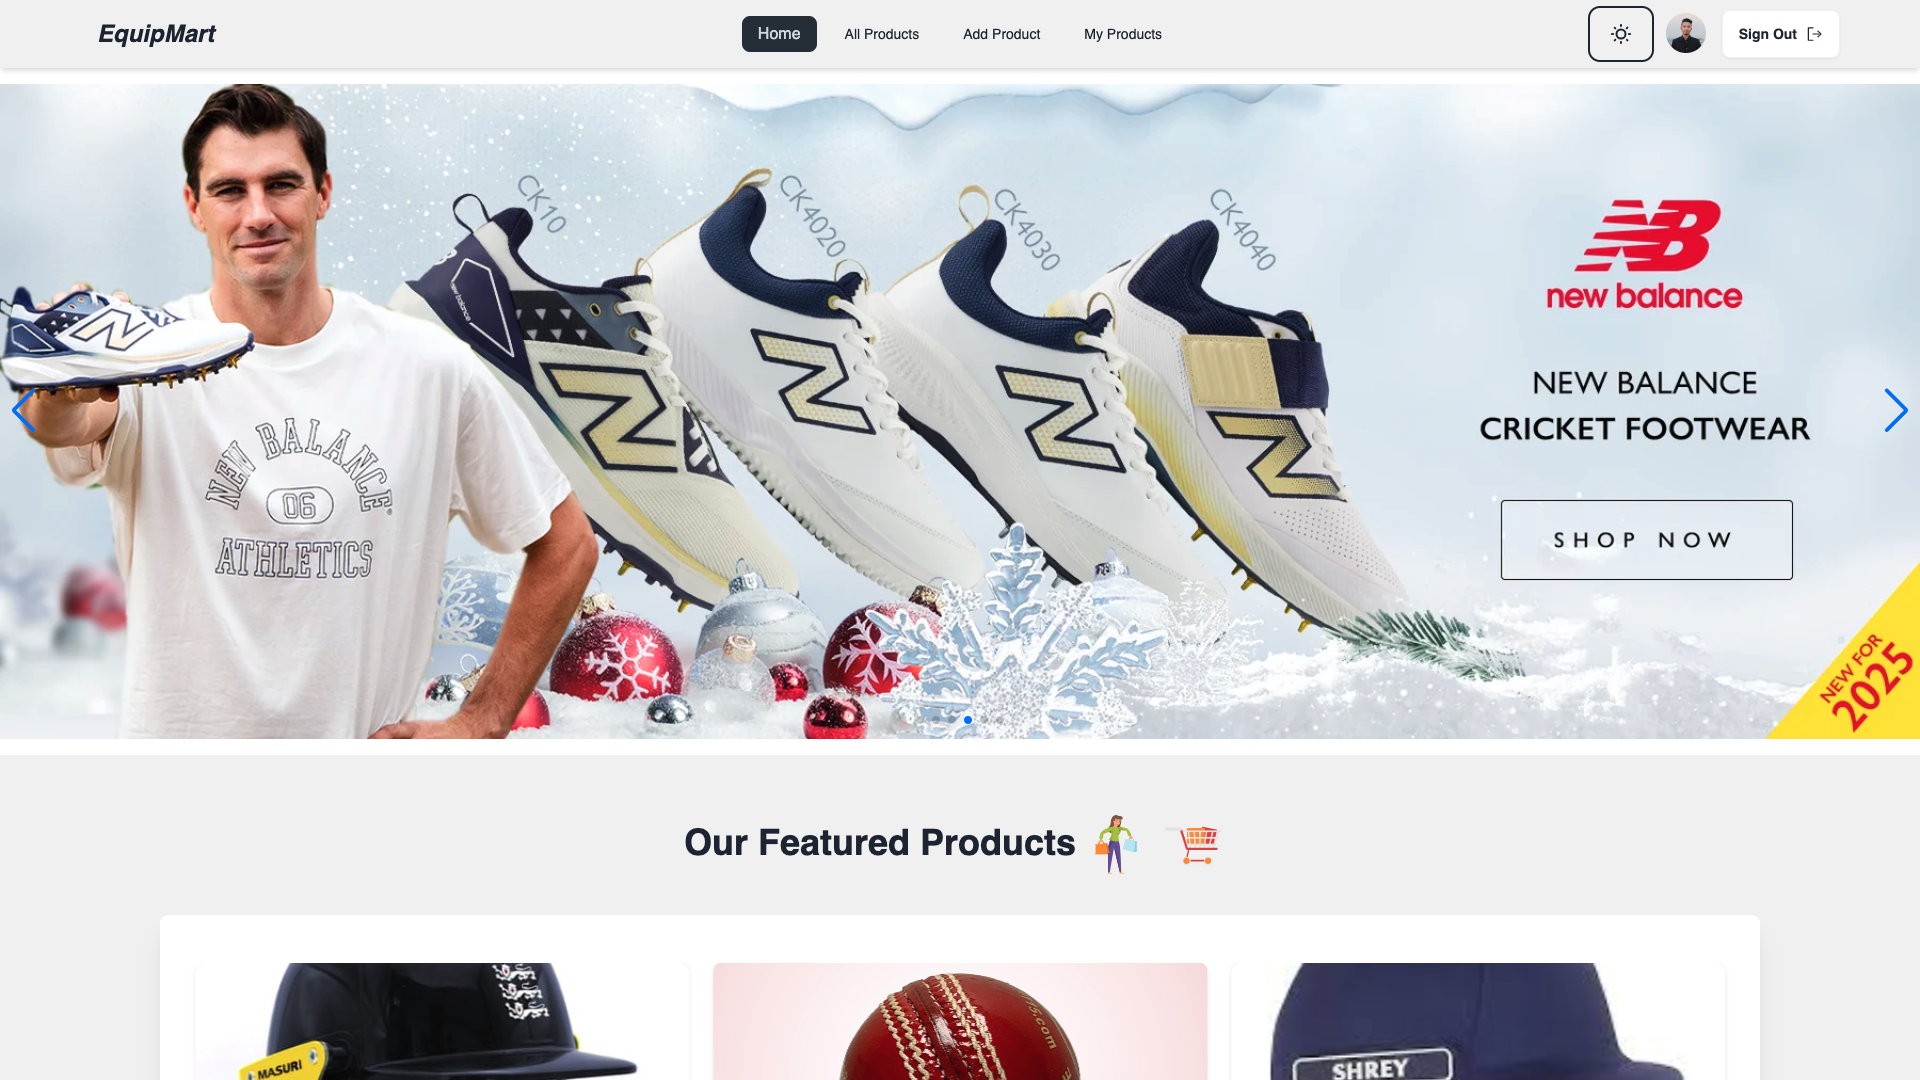 EquipMart
Home
All Products
Add Product
My Products
Sign Out
CK10
CK4020
CK4030
CK4040
new balance
NEW BALANCE
CRICKET FOOTWEAR
SHOP NOW
NEW BALANCE
06
ATHLETICS
NEW FOR
2025
Our Featured Products
MASURI
SHREY